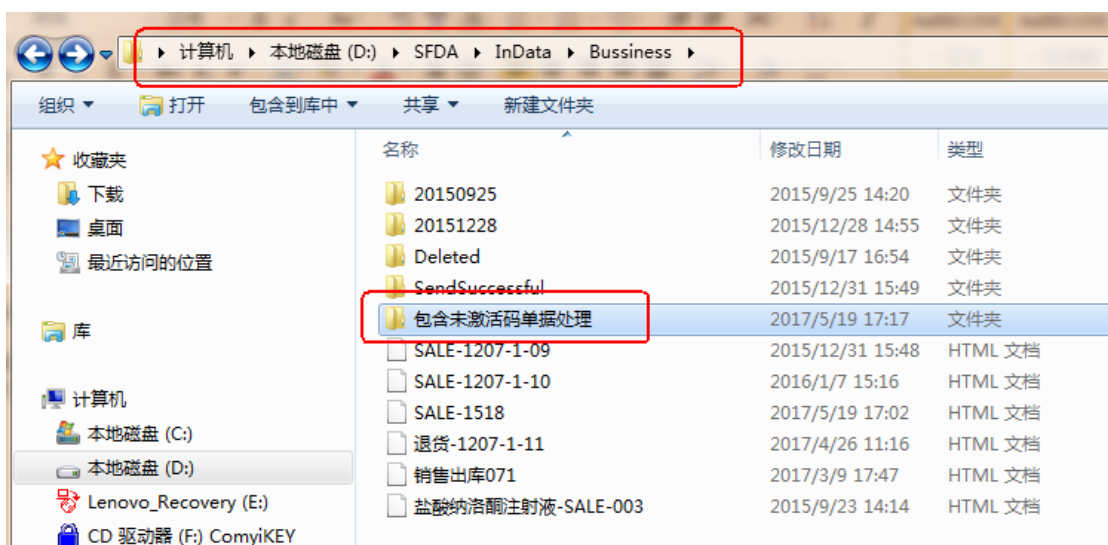 计算机 ▸ 本地磁盘 (D:) ▸ SFDA ▸ InData ▸ Bussiness ▸
组织 ▼ 打开 包含到库中 ▼ 共享 ▼ 新建文件夹
收藏夹
下载
桌面
最近访问的位置
库
计算机
本地磁盘 (C:)
本地磁盘 (D:)
Lenovo_Recovery (E:)
CD 驱动器 (F:) ComyiKEY
名称 修改日期 类型
20150925 2015/9/25 14:20 文件夹
20151228 2015/12/28 14:55 文件夹
Deleted 2015/9/17 16:54 文件夹
SendSuccessful 2015/12/31 15:49 文件夹
包含未激活码单据处理 2017/5/19 17:17 文件夹
SALE-1207-1-09 2015/12/31 15:48 HTML 文档
SALE-1207-1-10 2016/1/7 15:16 HTML 文档
SALE-1518 2017/5/19 17:02 HTML 文档
退货-1207-1-11 2017/4/26 11:16 HTML 文档
销售出库071 2017/3/9 17:47 HTML 文档
盐酸纳洛酮注射液-SALE-003 2015/9/23 14:14 HTML 文档